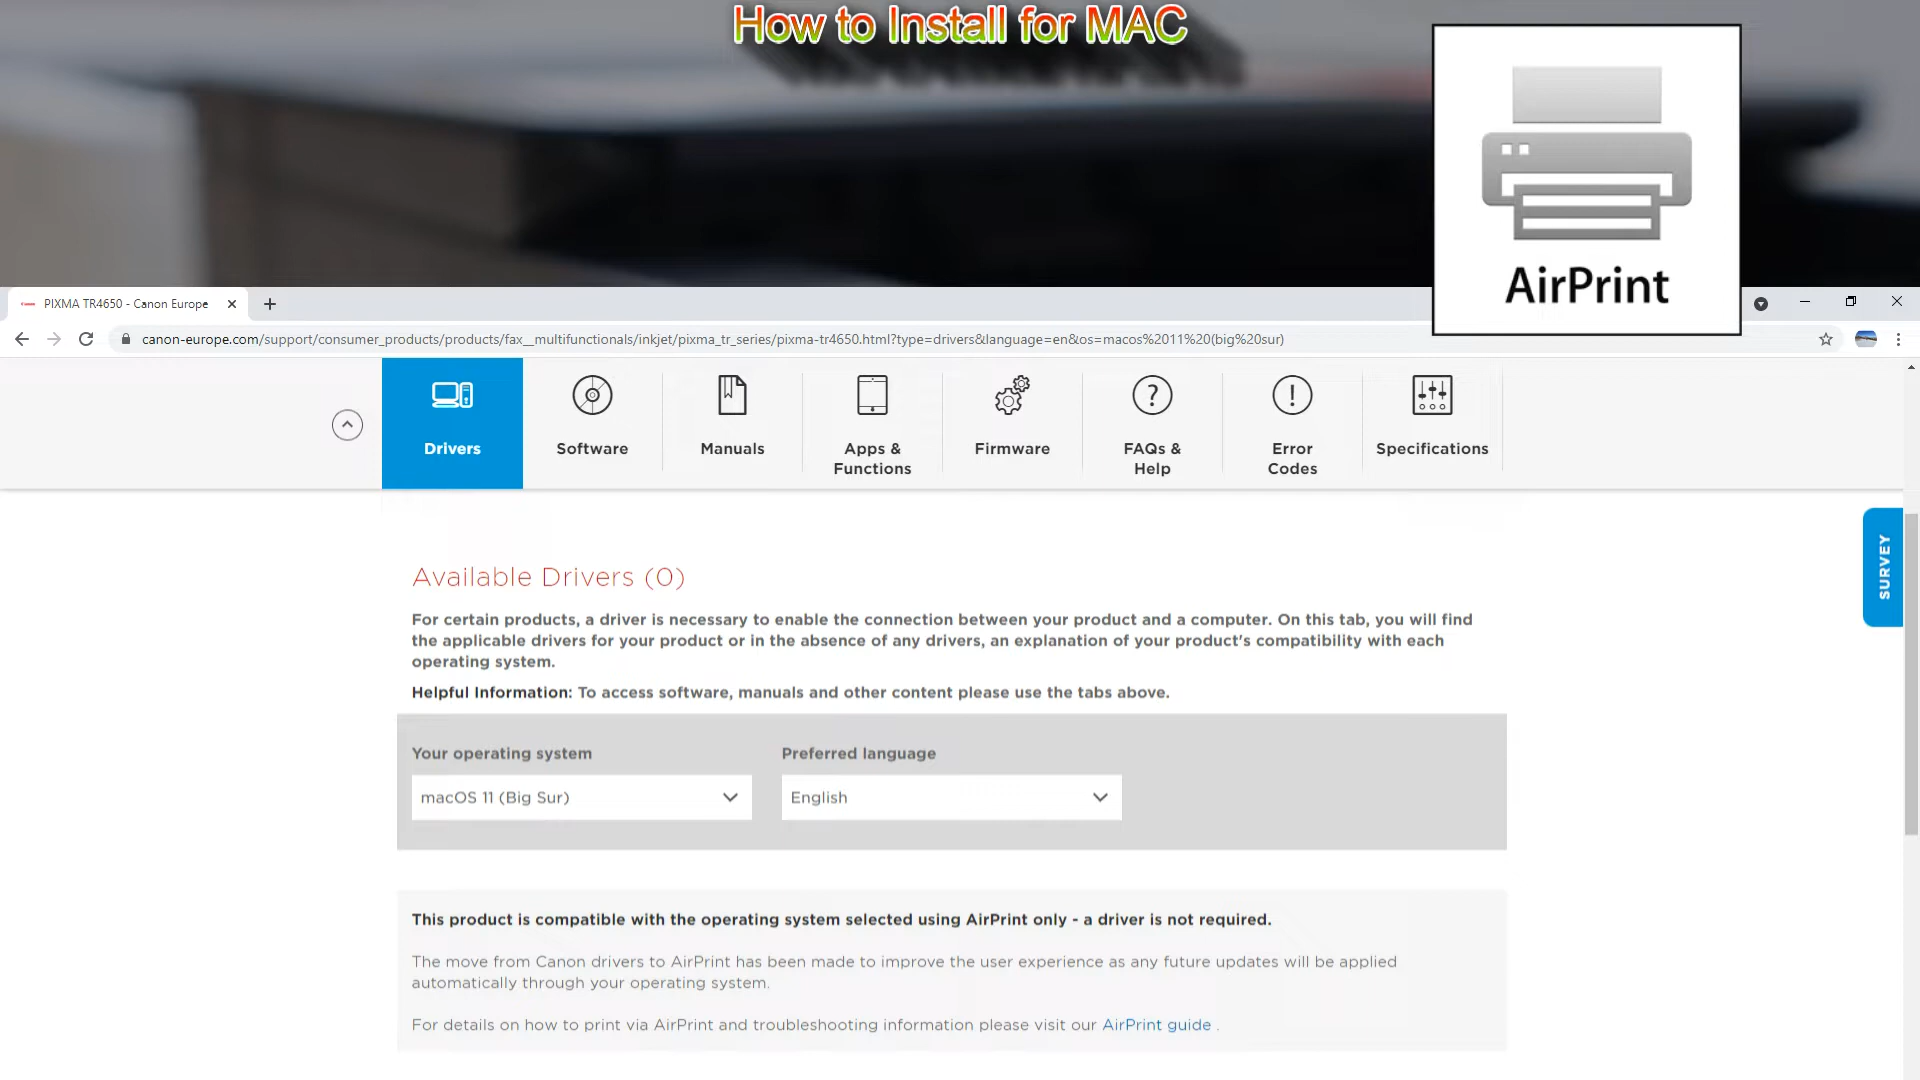 How to Install for MAC
AirPrint
PIXMA TR4650 - Canon Europe
canon-europe.com/support/consumer_products/products/fax__multifunctionals/inkjet/pixma_tr_series/pixma-tr4650.html?type=drivers&language=en&os=macos%2011%20(big%20sur)
Drivers
Software
Manuals
Apps &
Functions
Firmware
FAQs &
Help
Error
Codes
Specifications
SURVEY
Available Drivers (0)
For certain products, a driver is necessary to enable the connection between your product and a computer. On this tab, you will find
the applicable drivers for your product or in the absence of any drivers, an explanation of your product's compatibility with each
operating system.
Helpful Information: To access software, manuals and other content please use the tabs above.
Your operating system
Preferred language
macOS 11 (Big Sur)
English
This product is compatible with the operating system selected using AirPrint only - a driver is not required.
The move from Canon drivers to AirPrint has been made to improve the user experience as any future updates will be applied
automatically through your operating system.
For details on how to print via AirPrint and troubleshooting information please visit our AirPrint guide .